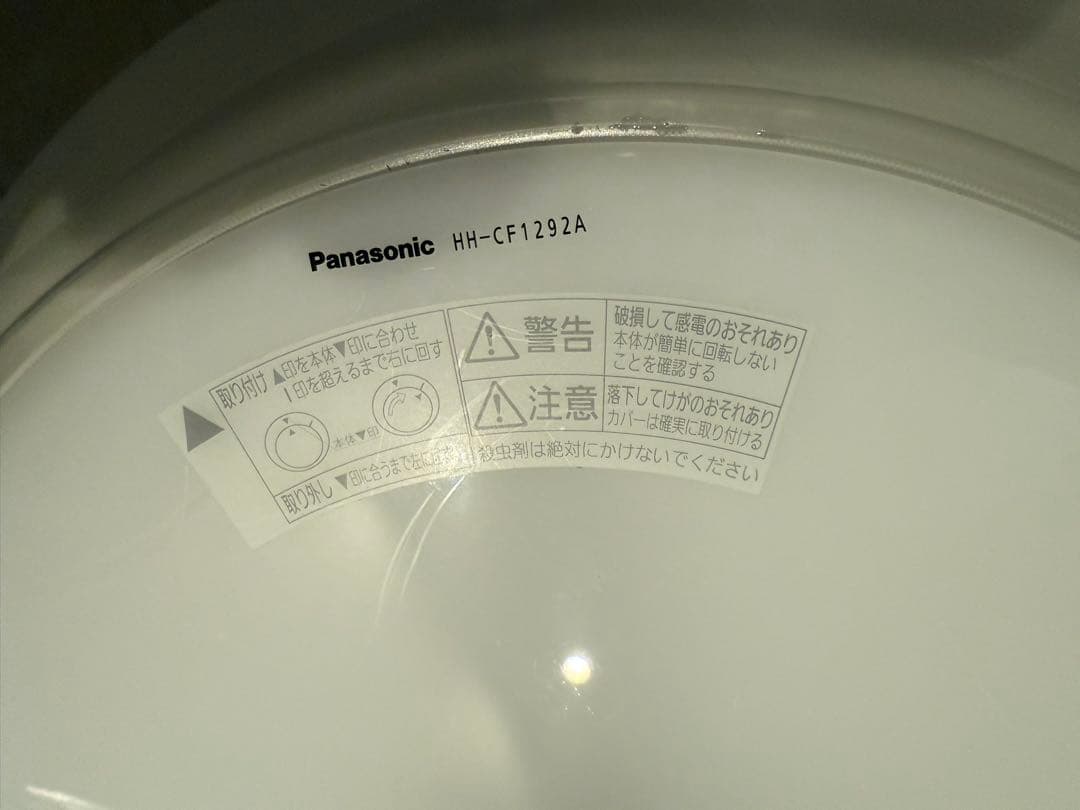 Panasonic HH-CF1292A
取り付け ▲印を本体▼印に合わせ
|印を超えるまで右に回す
本体▼印
取り外し ▼印に合うまで左に回す
警告
破損して感電のおそれあり
本体が簡単に回転しない
ことを確認する
注意
落下してけがのおそれあり
カバーは確実に取り付ける
殺虫剤は絶対にかけないでください